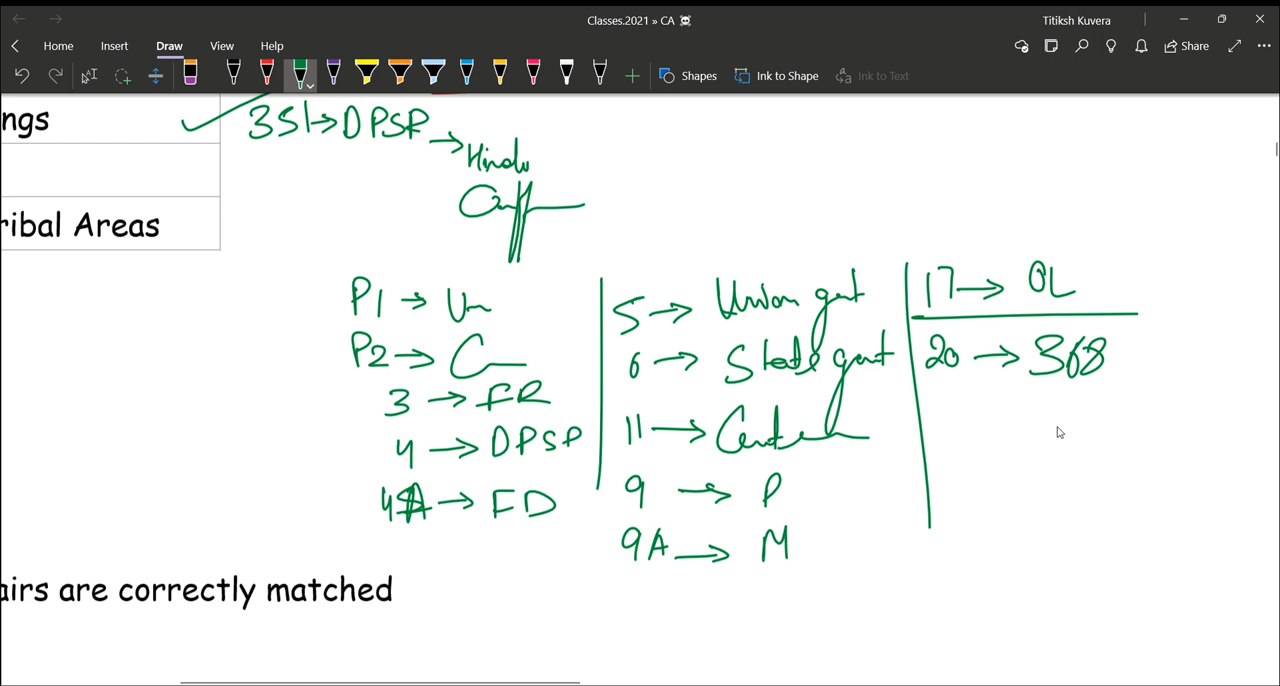 Classes.2021 » CA ☠
Titiksh Kuvera
Home Insert Draw View Help
Share
Shapes Ink to Shape Ink to Text
ngs
351→DPSP
→Hindu
ribal Areas
P1 → Un
P2 → C
3 → FR
4 → DPSP
4A → FD
5 → Union govt
6 → State govt
11 →
9 → P
9A → M
17 → OL
20 → 368
airs are correctly matched